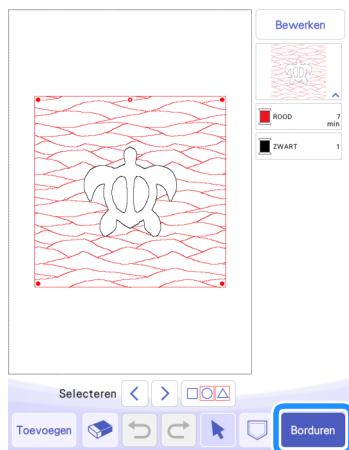 Bewerken
ROOD 7
min
ZWART 1
Selecteren
Toevoegen
Borduren